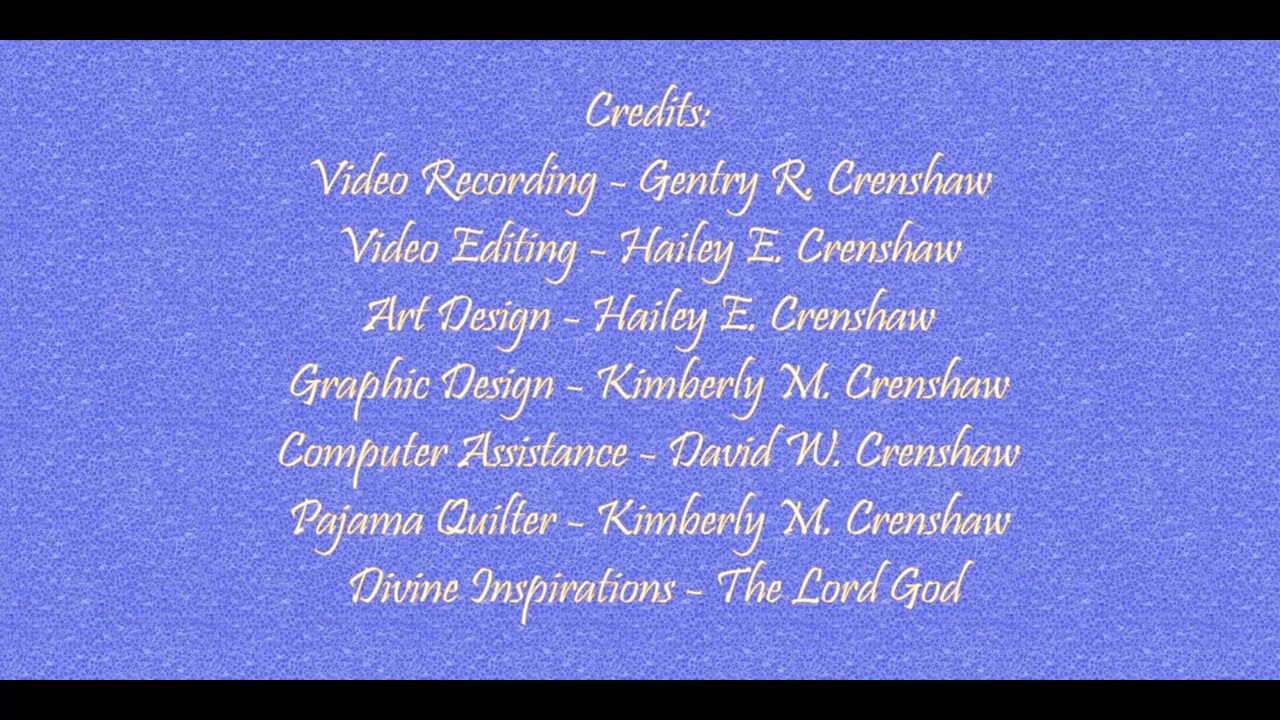 Credits:
Video Recording - Gentry R. Crenshaw
Video Editing - Hailey E. Crenshaw
Art Design - Hailey E. Crenshaw
Graphic Design - Kimberly M. Crenshaw
Computer Assistance - David W. Crenshaw
Pajama Quilter - Kimberly M. Crenshaw
Divine Inspirations - The Lord God